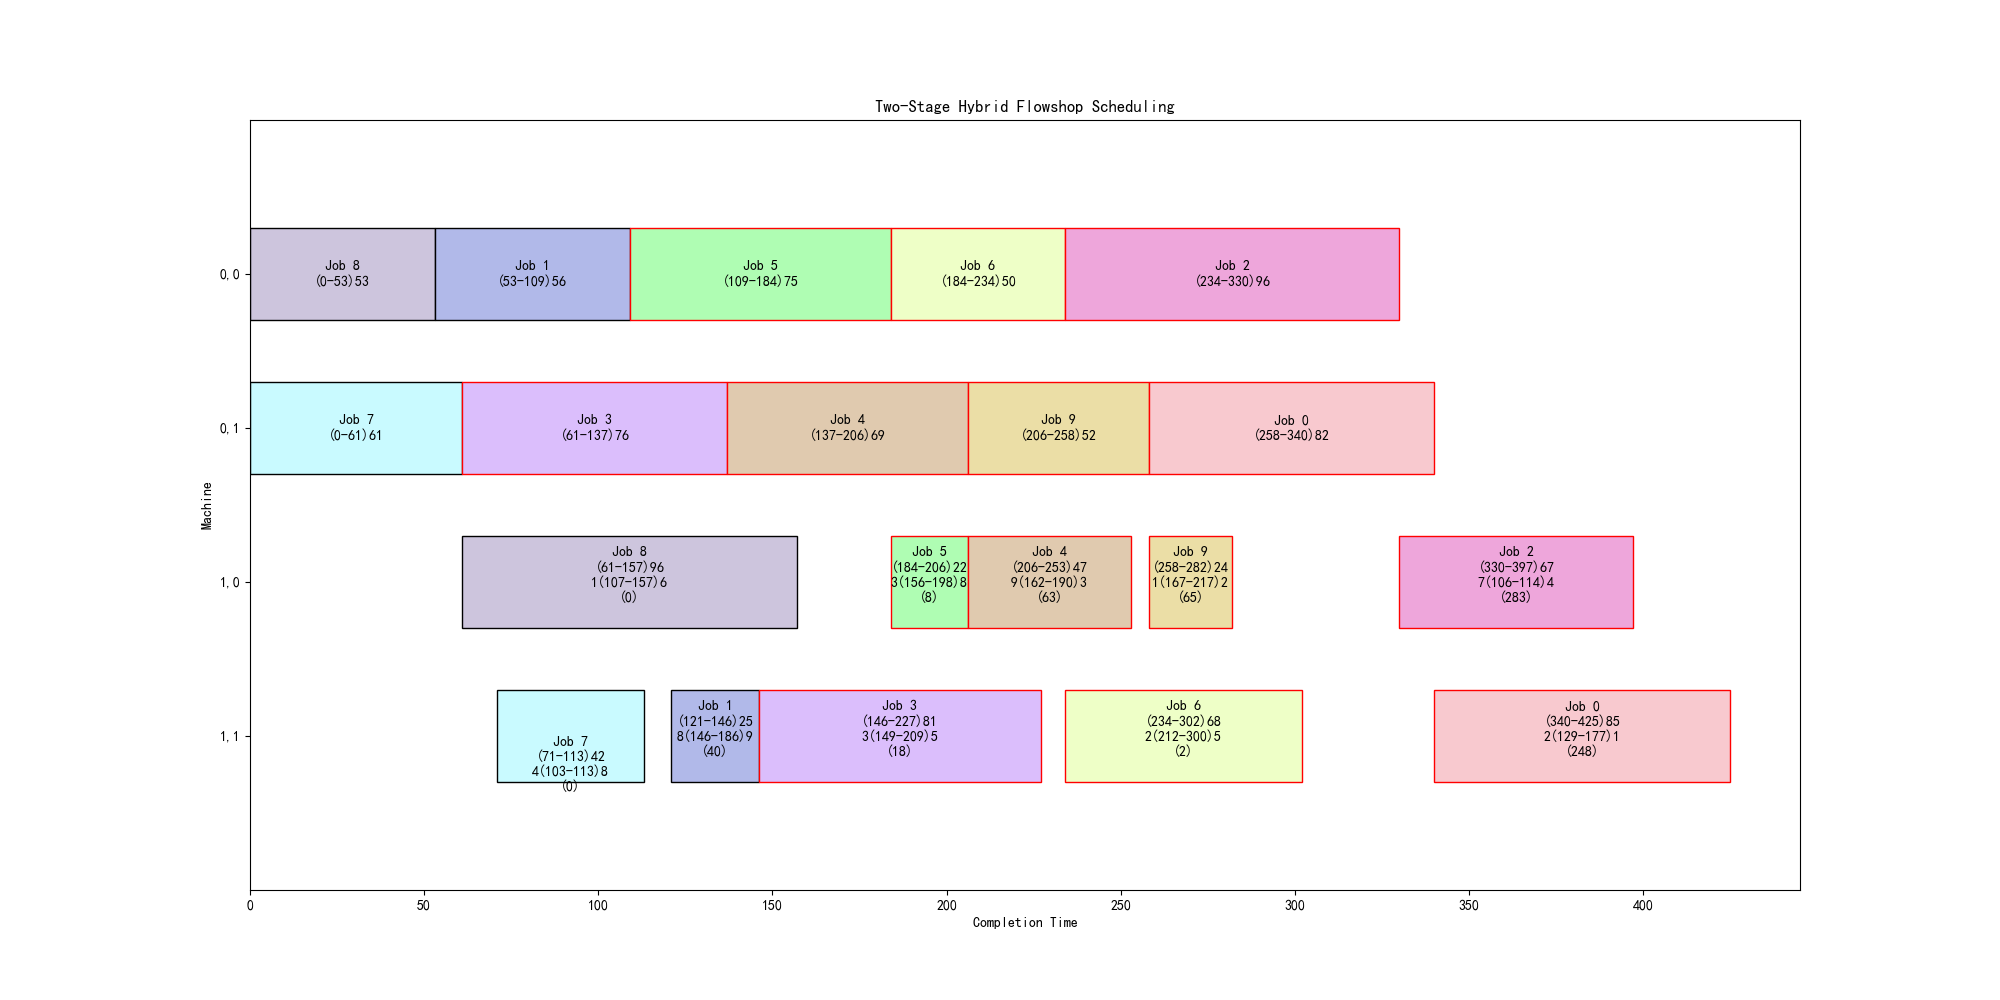 Two-Stage Hybrid Flowshop Scheduling
Machine
0,0
Job 8
(0-53)53
Job 1
(53-109)56
Job 5
(109-184)75
Job 6
(184-234)50
Job 2
(234-330)96
0,1
Job 7
(0-61)61
Job 3
(61-137)76
Job 4
(137-206)69
Job 9
(206-258)52
Job 0
(258-340)82
1,0
Job 8
(61-157)96
1(107-157)6
(0)
Job 5
(184-206)22
3(156-198)8
(8)
Job 4
(206-253)47
9(162-190)3
(63)
Job 9
(258-282)24
1(167-217)2
(65)
Job 2
(330-397)67
7(106-114)4
(283)
1,1
Job 7
(71-113)42
4(103-113)8
(0)
Job 1
(121-146)25
8(146-186)9
(40)
Job 3
(146-227)81
3(149-209)5
(18)
Job 6
(234-302)68
2(212-300)5
(2)
Job 0
(340-425)85
2(129-177)1
(248)
0 50 100 150 200 250 300 350 400
Completion Time